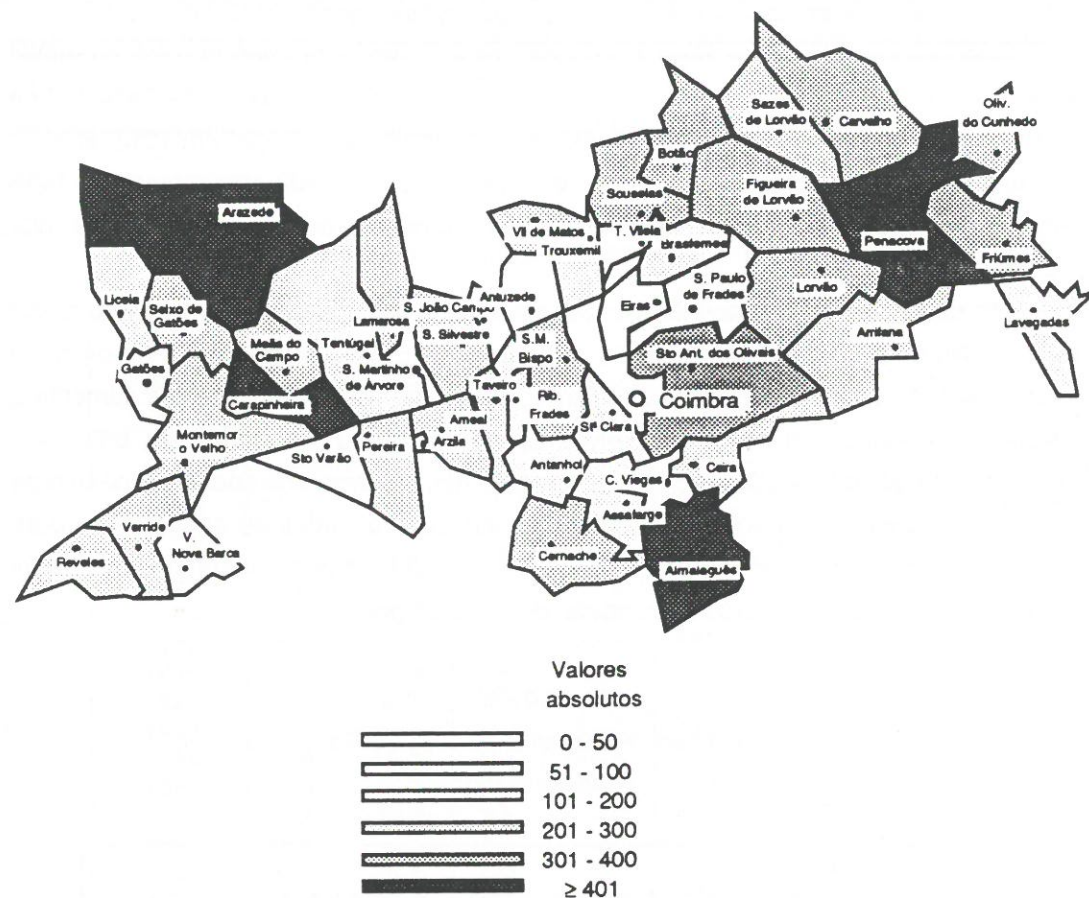 Sazes
de Lorvão
Carvalho
Oliv.
do Cunhedo
Botão
Arazede
Souselas
Figueira
de Lorvão
Vil de Matos
T. Vilela
Trouxemil
Brasfemes
Penacova
Friúmes
Liceia
Seixo de
Gatões
S. João Campo
Antuzede
Eiras
S. Paulo
de Frades
Lorvão
Lamarosa
S. Silvestre
Lavegadas
Meãs do
Campo
Tentúgal
S.M.
Bispo
Arrifana
Gatões
S. Martinho
de Árvore
Sto Ant. dos Olivais
Taveiro
Carapinheira
Rib.
Frades
Coimbra
Ameal
Stª Clara
Montemor
o Velho
Sto Varão
Pereira
Arzila
Antanhol
C. Viegas
Ceira
Assafarge
Verride
V.
Nova Barca
Reveles
Cernache
Almalaguês
Valores
absolutos
0 - 50
51 - 100
101 - 200
201 - 300
301 - 400
≥ 401